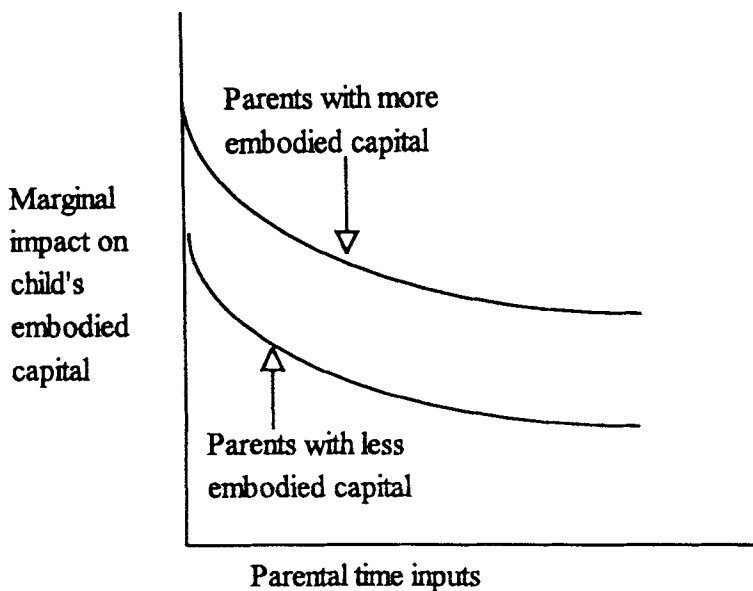 Parents with more
embodied capital
Marginal
impact on
child's
embodied
capital
Parents with less
embodied capital
Parental time inputs